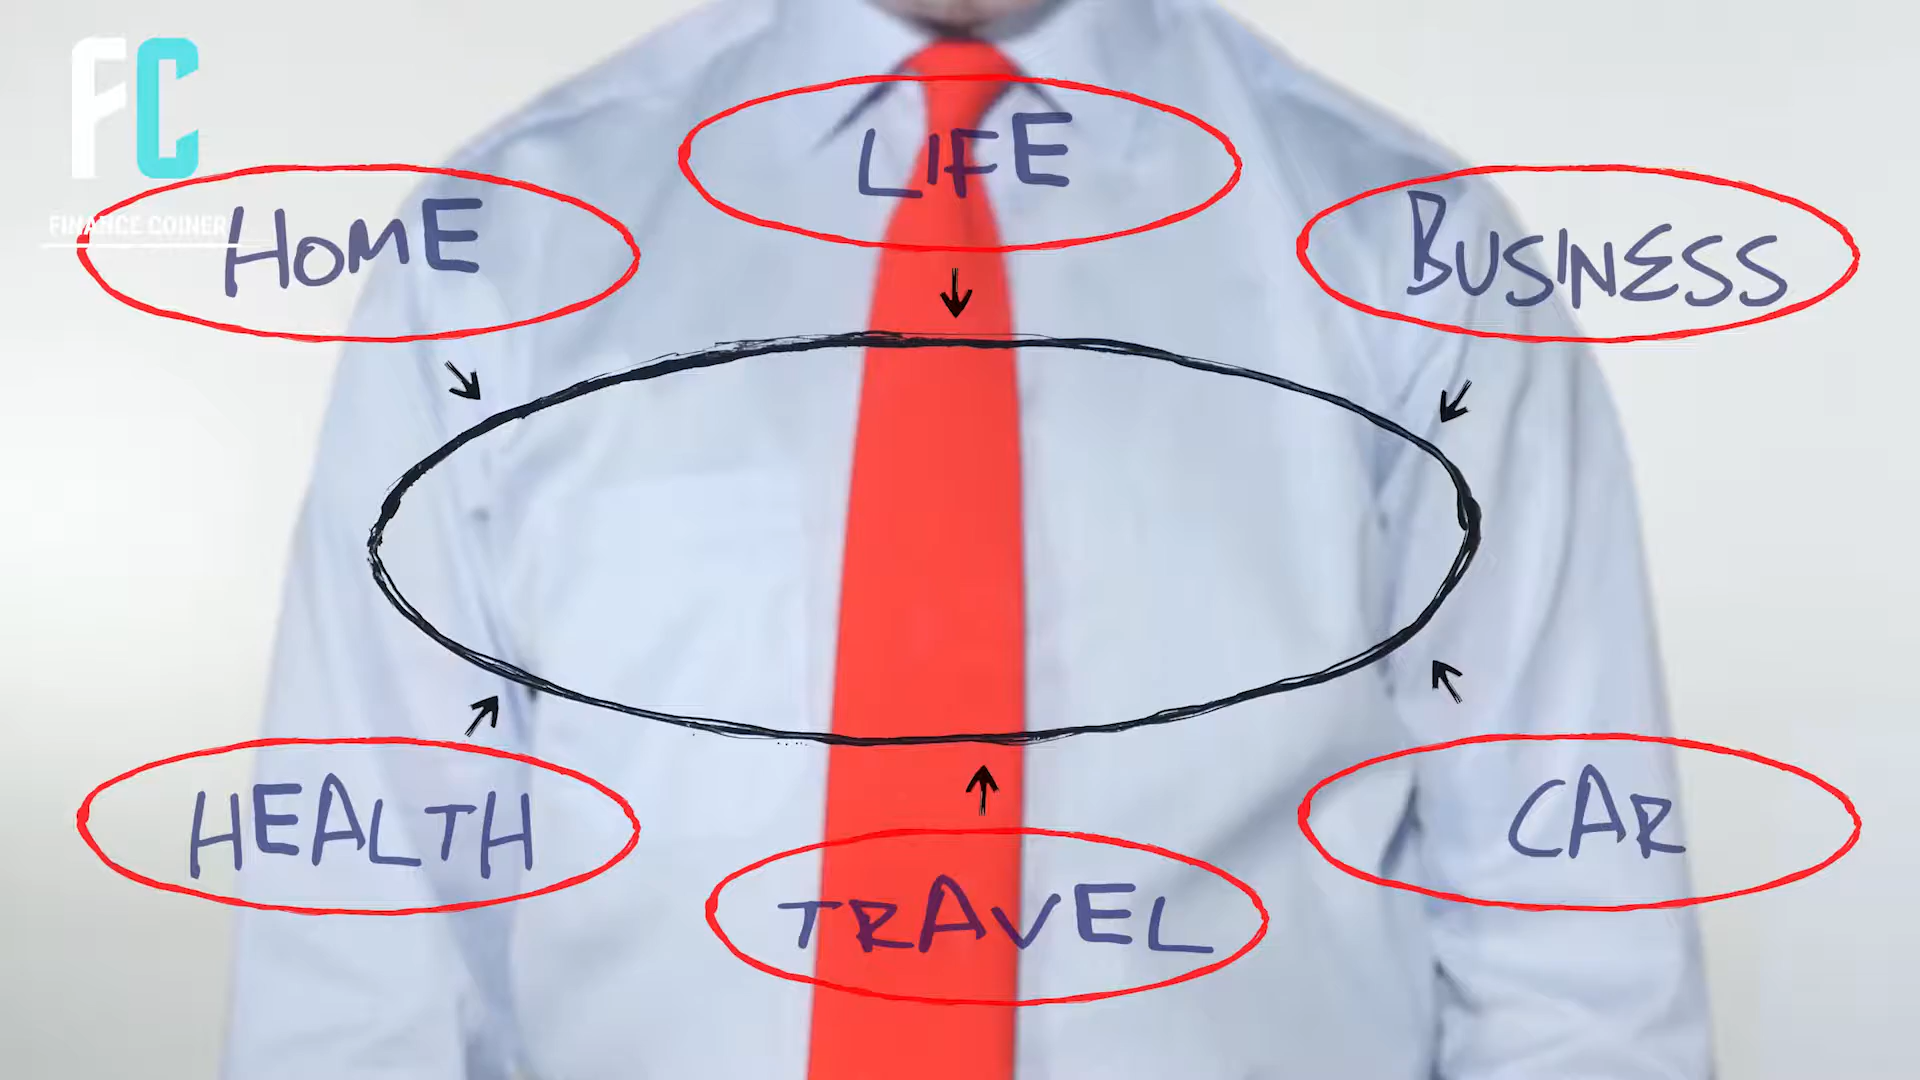 FC
FINANCE COINER
HOME
LIFE
BUSINESS
HEALTH
TRAVEL
CAR